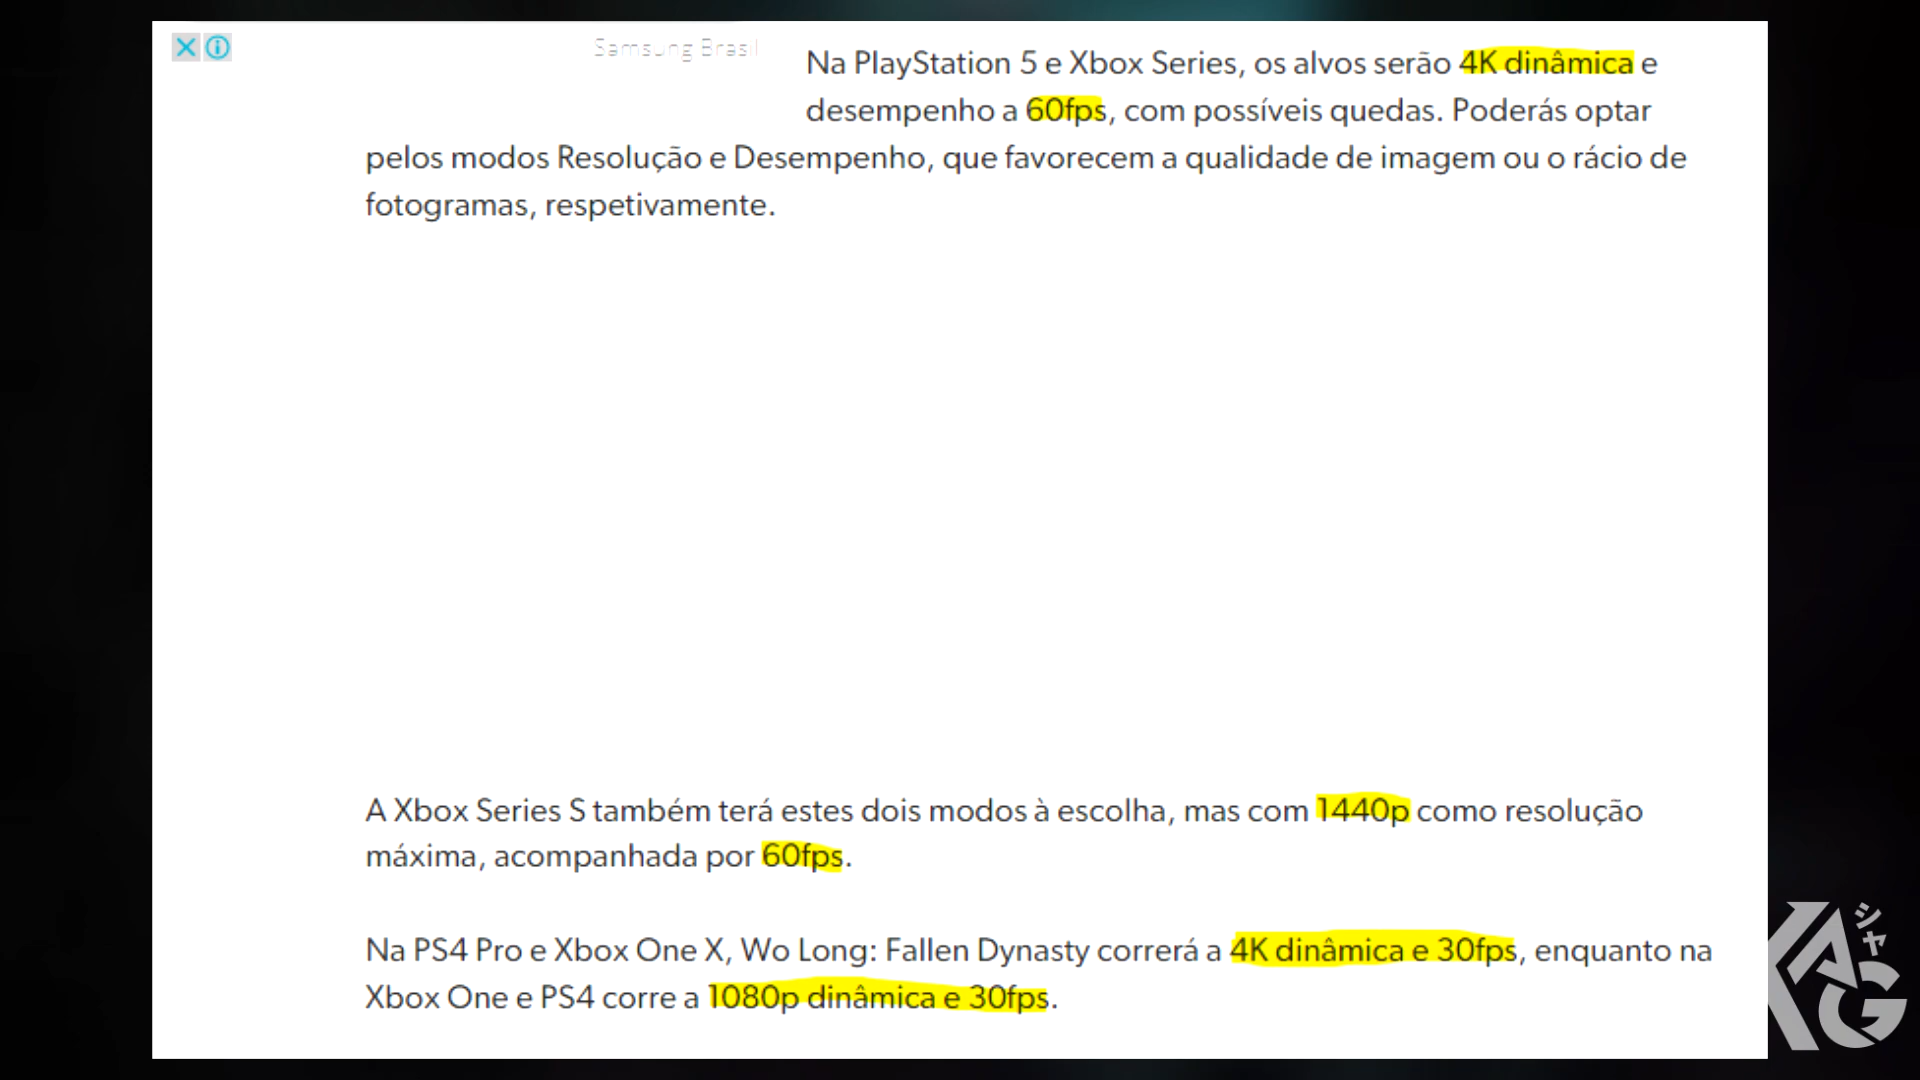 Samsung Brasil
Na PlayStation 5 e Xbox Series, os alvos serão 4K dinâmica e
desempenho a 60fps, com possíveis quedas. Poderás optar
pelos modos Resolução e Desempenho, que favorecem a qualidade de imagem ou o rácio de
fotogramas, respetivamente.
A Xbox Series S também terá estes dois modos à escolha, mas com 1440p como resolução
máxima, acompanhada por 60fps.
Na PS4 Pro e Xbox One X, Wo Long: Fallen Dynasty correrá a 4K dinâmica e 30fps, enquanto na
Xbox One e PS4 corre a 1080p dinâmica e 30fps.
シャ
XAG